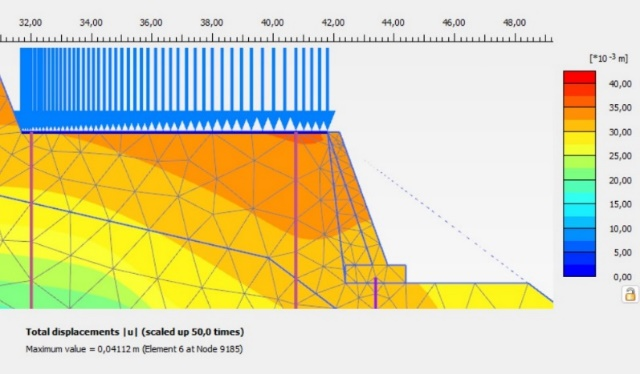 32,00 34,00 36,00 38,00 40,00 42,00 44,00 46,00 48,00
[*10 -3 m]
40,00
35,00
30,00
25,00
20,00
15,00
10,00
5,00
0,00
Total displacements |u| (scaled up 50,0 times)
Maximum value = 0,04112 m (Element 6 at Node 9185)